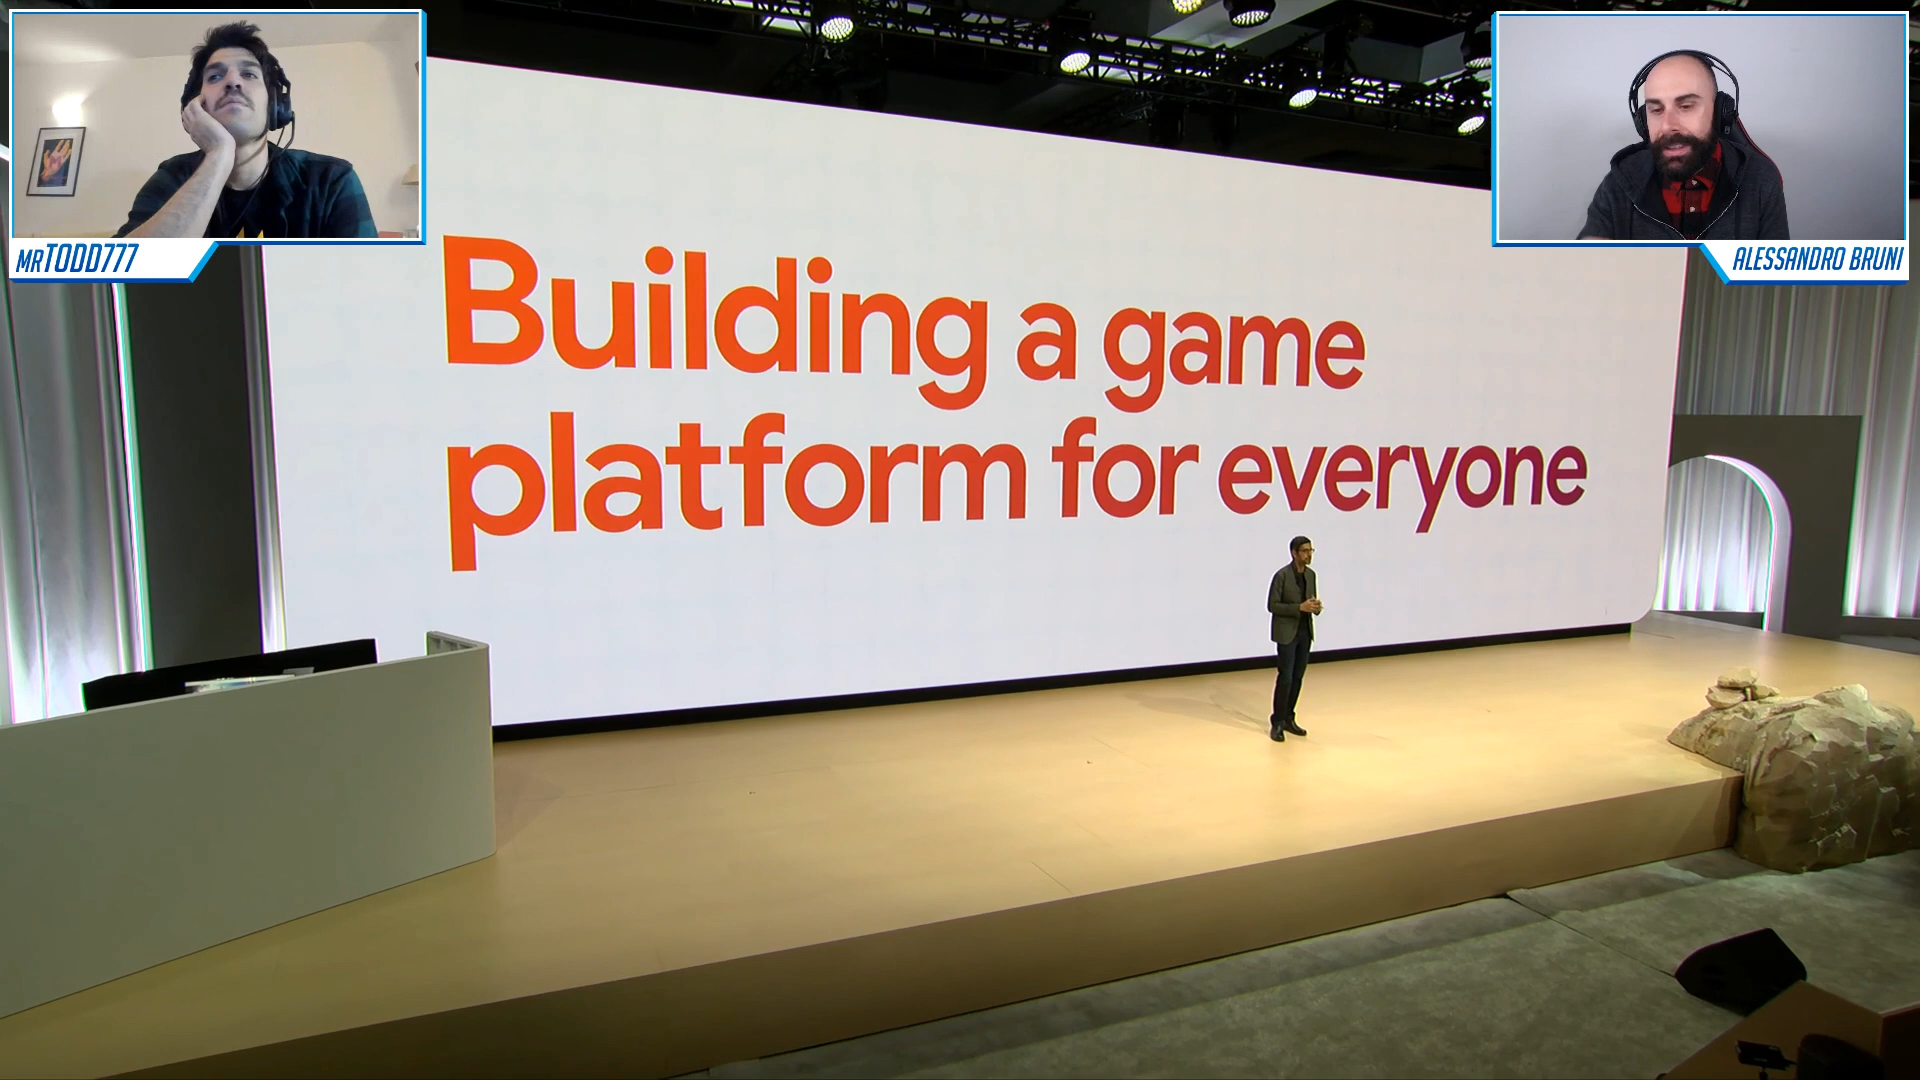 mrTODD777
ALESSANDRO BRUNI
Building a game
platform for everyone